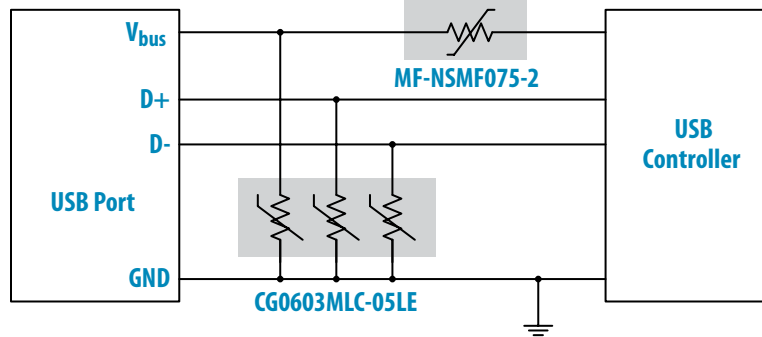 Vbus
MF-NSMF075-2
D+
D-
USB Port
USB
Controller
GND
CG0603MLC-05LE